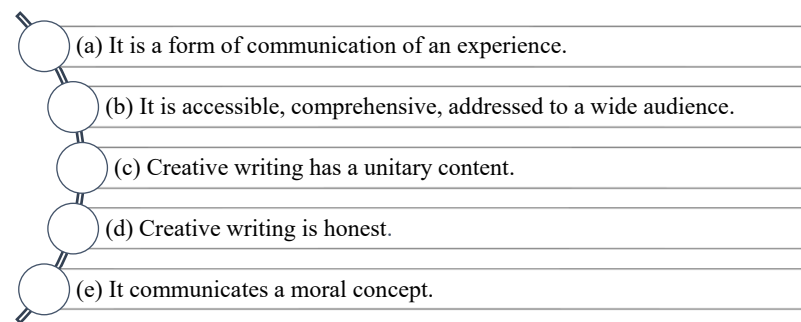 (a) It is a form of communication of an experience.
(b) It is accessible, comprehensive, addressed to a wide audience.
(c) Creative writing has a unitary content.
(d) Creative writing is honest.
(e) It communicates a moral concept.